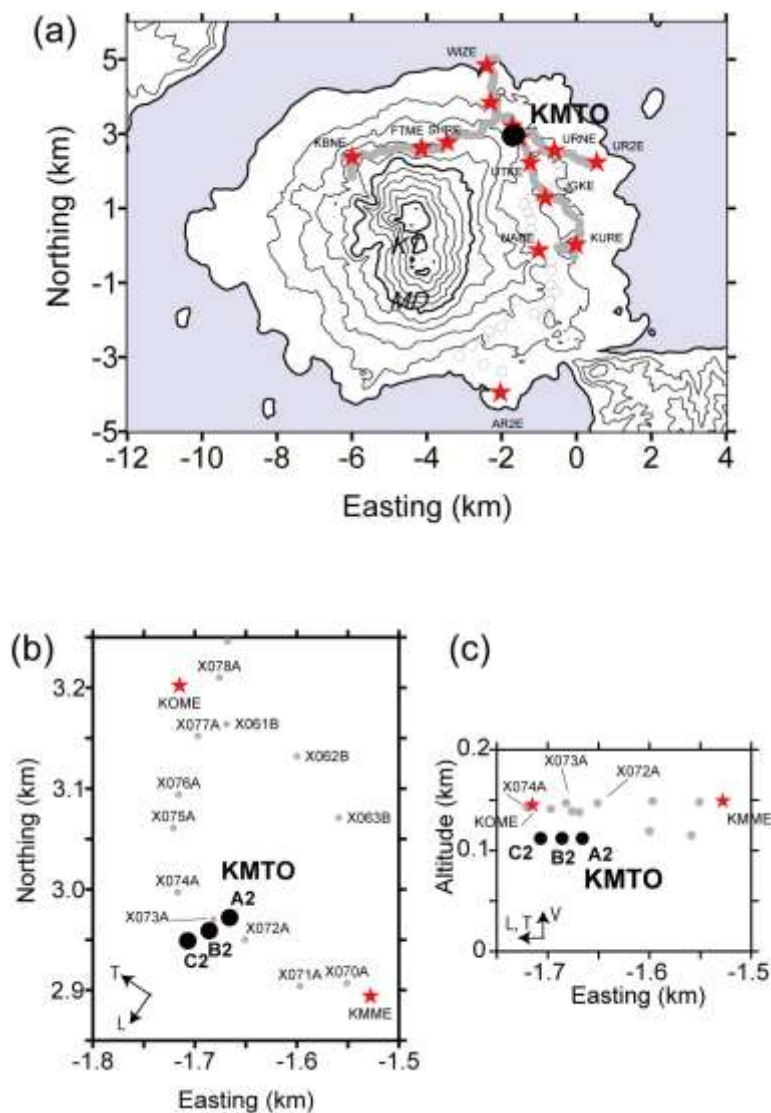 (a)
WIZE
KMTO
KBNE
FTME
SHRE
URNE
UR2E
UTKE
IGKE
NABE
KURE
KT
MD
AR2E
5
3
1
-1
-3
-5
Northing (km)
-12 -10 -8 -6 -4 -2 0 2 4
Easting (km)
(b)
X078A
KOME
X077A
X061B
X062B
X076A
X075A
X063B
X074A
KMTO
A2
X073A
B2
X072A
C2
X071A
X070A
KMME
T
L
3.2
3.1
3.0
2.9
Northing (km)
-1.8 -1.7 -1.6 -1.5
Easting (km)
(c)
0.2
0.1
0
Altitude (km)
X073A
X074A
X072A
KOME
KMME
C2 B2 A2
KMTO
L, T
V
-1.7 -1.6 -1.5
Easting (km)